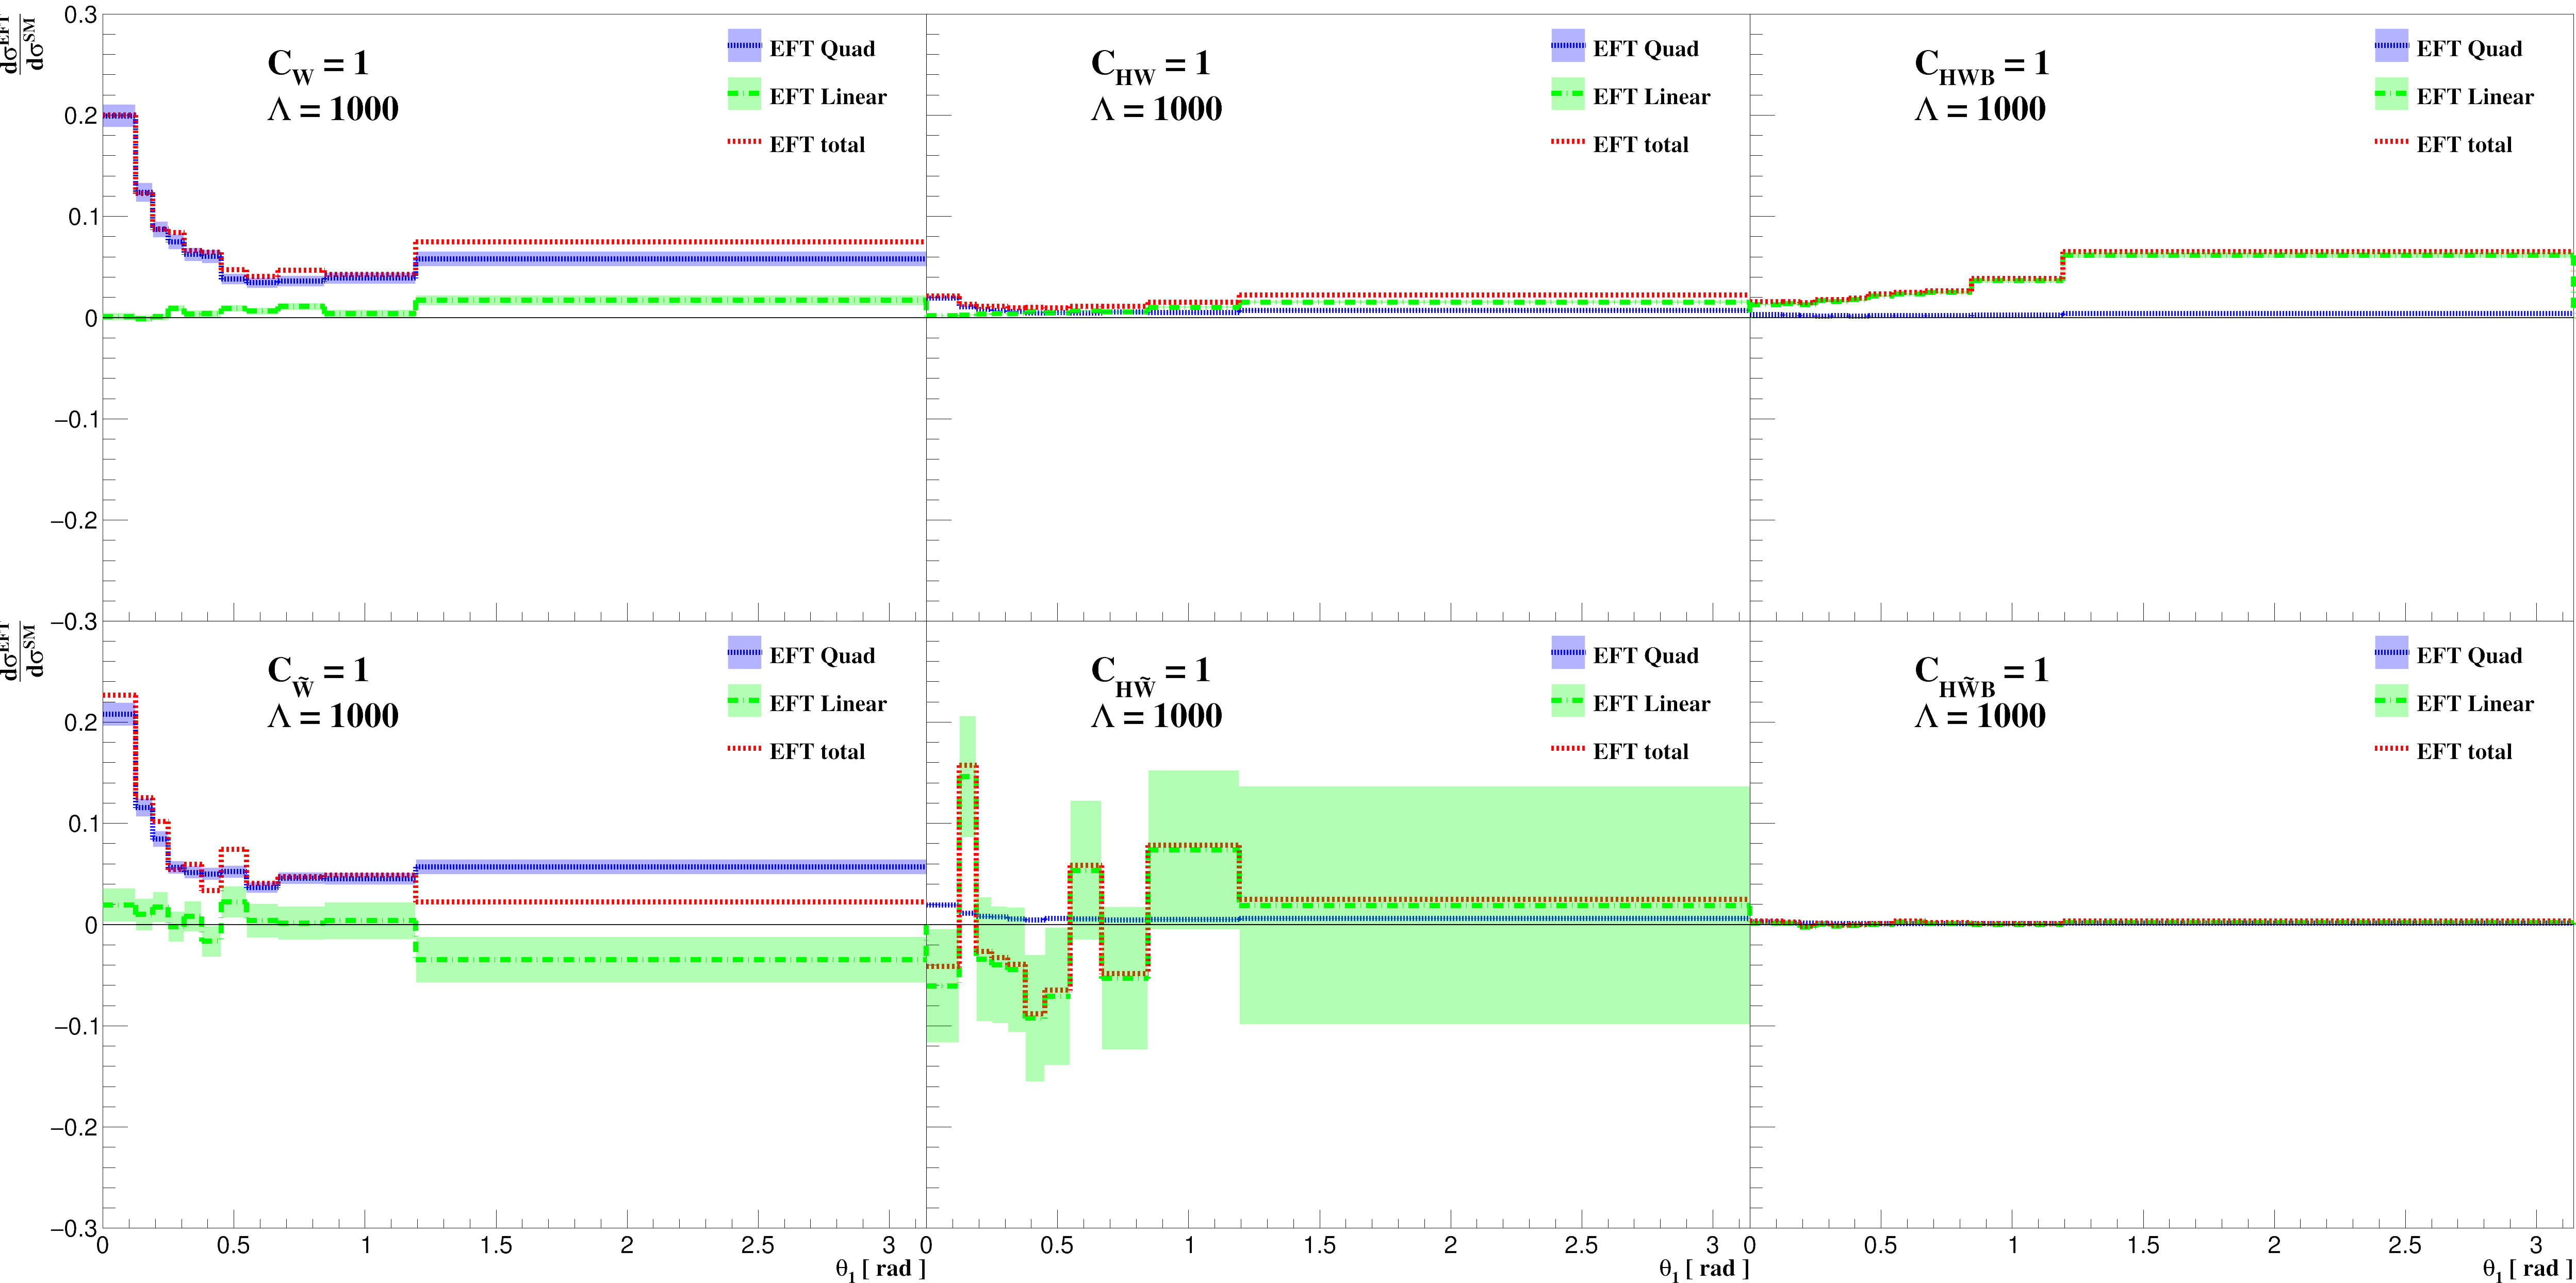 dσ^EFT
dσ^SM
0.3
0.2
0.1
0
−0.1
−0.2
−0.3
C_W = 1
Λ = 1000
EFT Quad
EFT Linear
EFT total
C_HW = 1
Λ = 1000
EFT Quad
EFT Linear
EFT total
C_HWB = 1
Λ = 1000
EFT Quad
EFT Linear
EFT total
dσ^EFT
dσ^SM
0.2
0.1
0
−0.1
−0.2
−0.3
C_W̃ = 1
Λ = 1000
EFT Quad
EFT Linear
EFT total
C_HW̃ = 1
Λ = 1000
EFT Quad
EFT Linear
EFT total
C_HW̃B = 1
Λ = 1000
EFT Quad
EFT Linear
EFT total
0 0.5 1 1.5 2 2.5 3
θ_1 [ rad ]
0 0.5 1 1.5 2 2.5 3
θ_1 [ rad ]
0 0.5 1 1.5 2 2.5 3
θ_1 [ rad ]